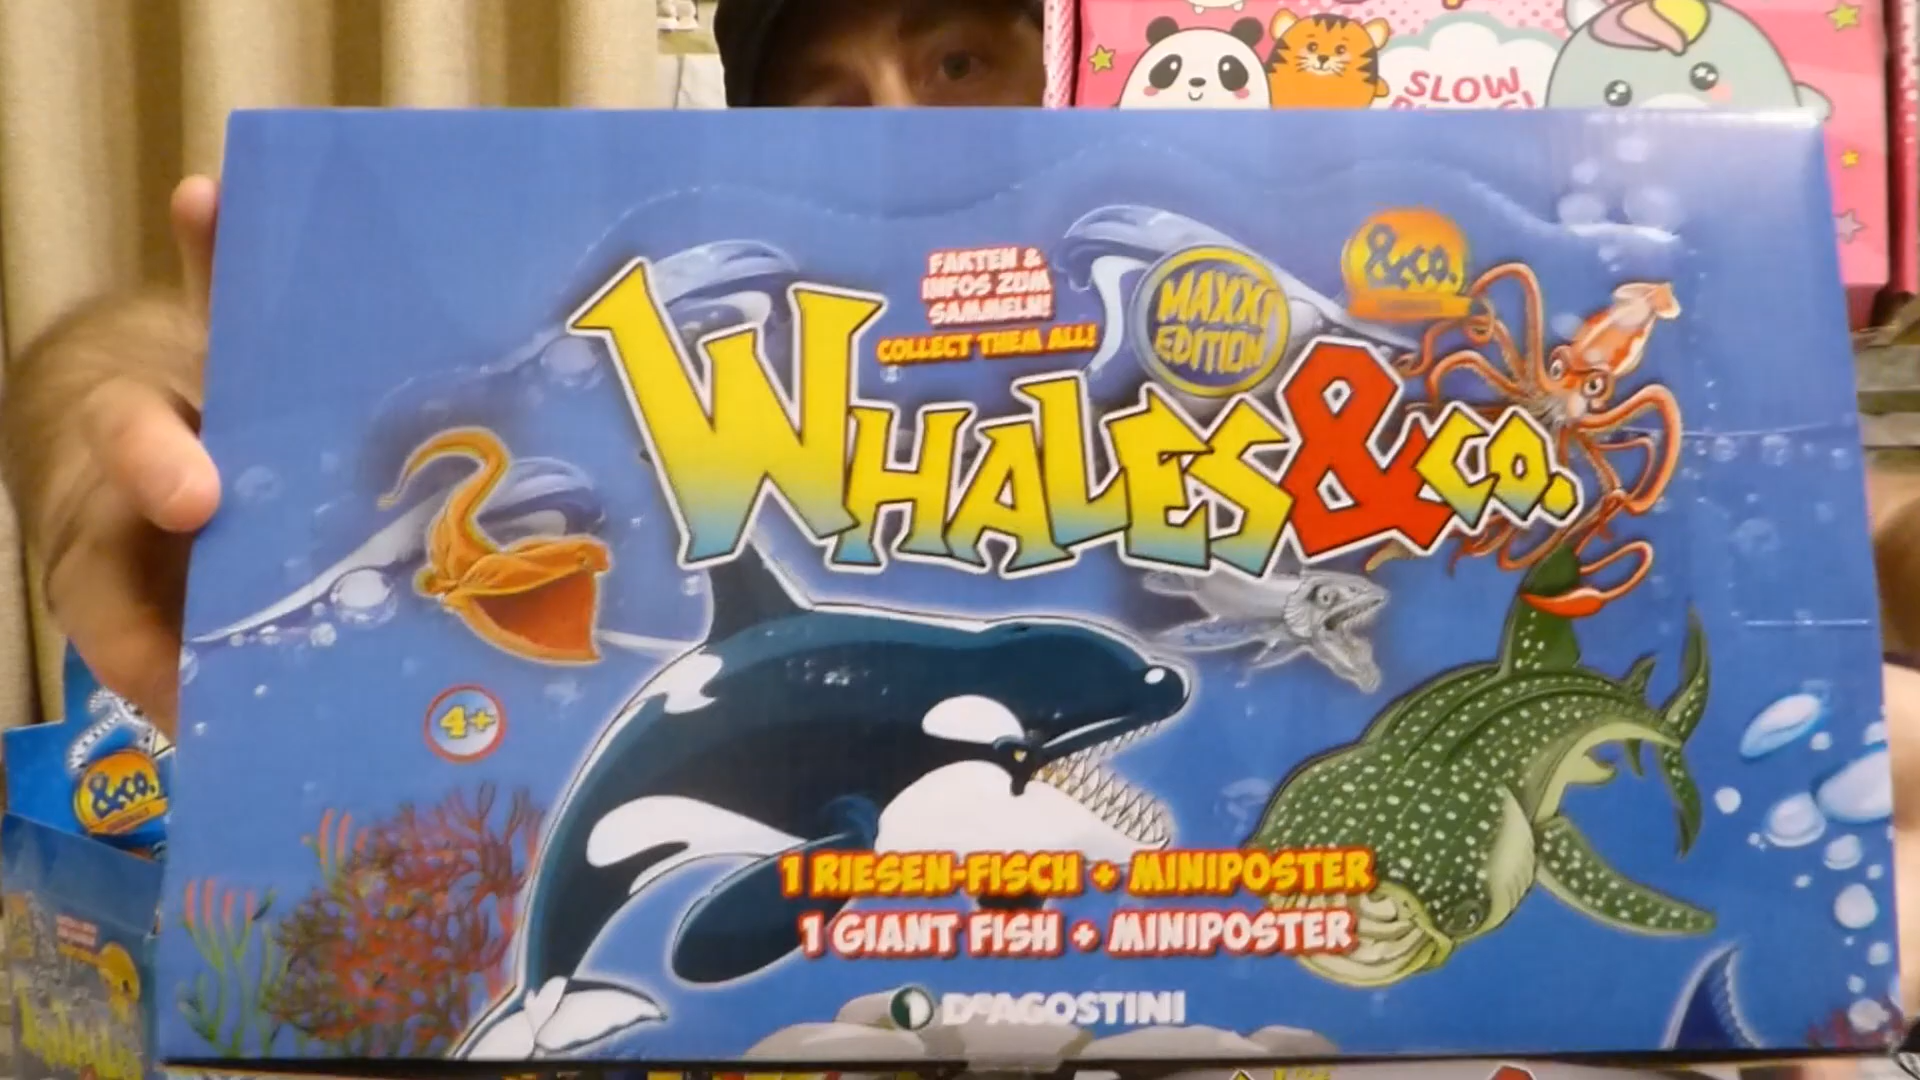 SLOW
FAKTEN &
INFOS ZUM
SAMMELN!
COLLECT THEM ALL!
MAXXI
EDITION
&CO.
WHALES&CO.
4+
&CO.
1 RIESEN-FISCH + MINIPOSTER
1 GIANT FISH + MINIPOSTER
DEAGOSTINI